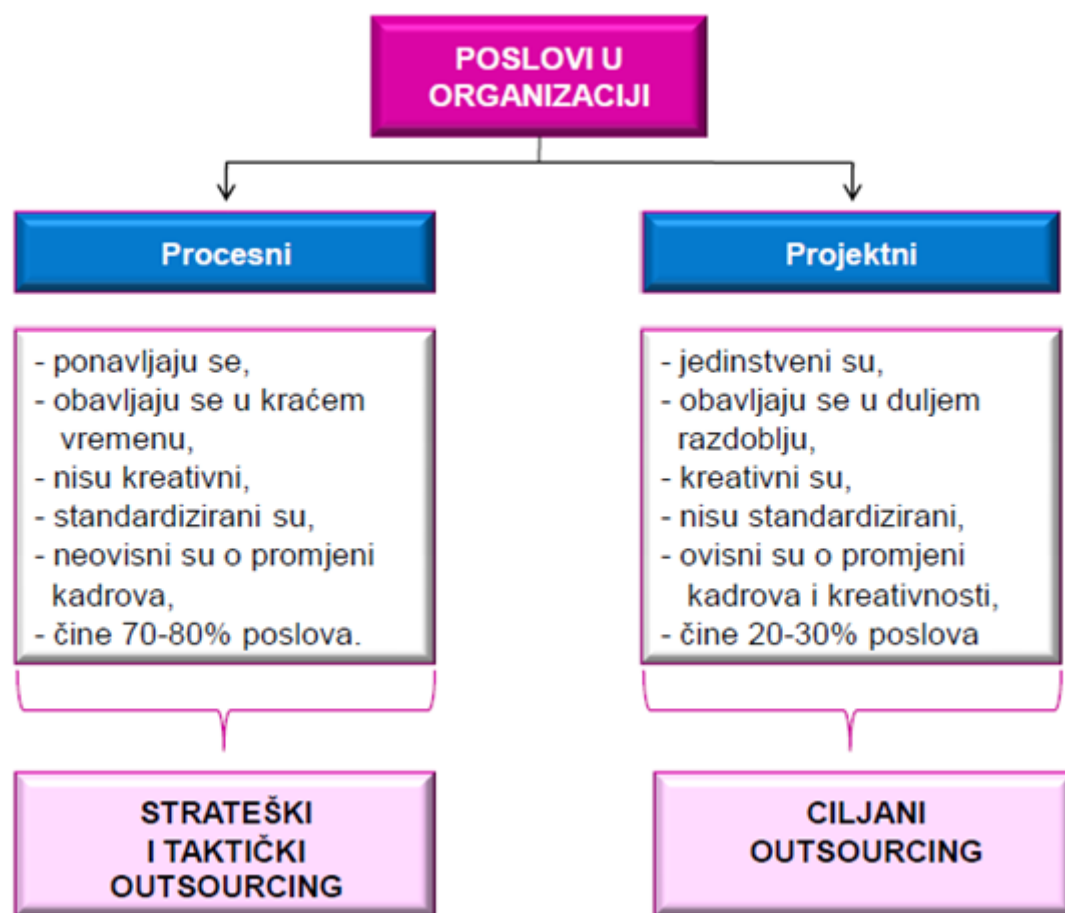 POSLOVI U
ORGANIZACIJI
Procesni
- ponavljaju se,
- obavljaju se u kraćem
vremenu,
- nisu kreativni,
- standardizirani su,
- neovisni su o promjeni
kadrova,
- čine 70-80% poslova.
STRATEŠKI
I TAKTIČKI
OUTSOURCING
Projektni
- jedinstveni su,
- obavljaju se u duljem
razdoblju,
- kreativni su,
- nisu standardizirani,
- ovisni su o promjeni
kadrova i kreativnosti,
- čine 20-30% poslova
CILJANI
OUTSOURCING